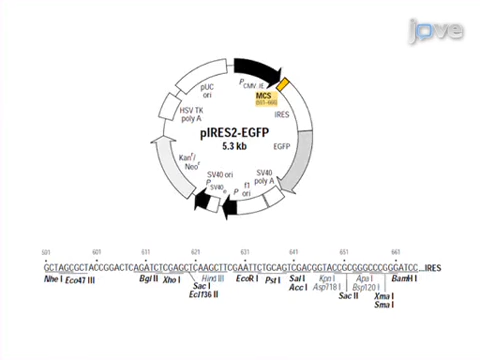 jove
pUC
ori
P CMV IE
MCS
(591–665)
IRES
HSV TK
poly A
pIRES2-EGFP
5.3 kb
EGFP
Kanr/
Neor
SV40 ori
P SV40e
f1
ori
P
SV40
poly A
501 601 611 621 631 641 651 661
GCTAGCGCTACCGGACTCAGATCTCGAGCTCAAGCTTCGAATTCTGCAGTCGACGGTACCGCGGGCCCGGGATCC...IRES
Nhe I Eco47 III Bgl II Xho I Hind III EcoR I Pst I Sal I Kpn I Apa I BamH I
Sac I Acc I Asp718 I Bsp120 I
Ecl136 II Sac II Xma I
Sma I